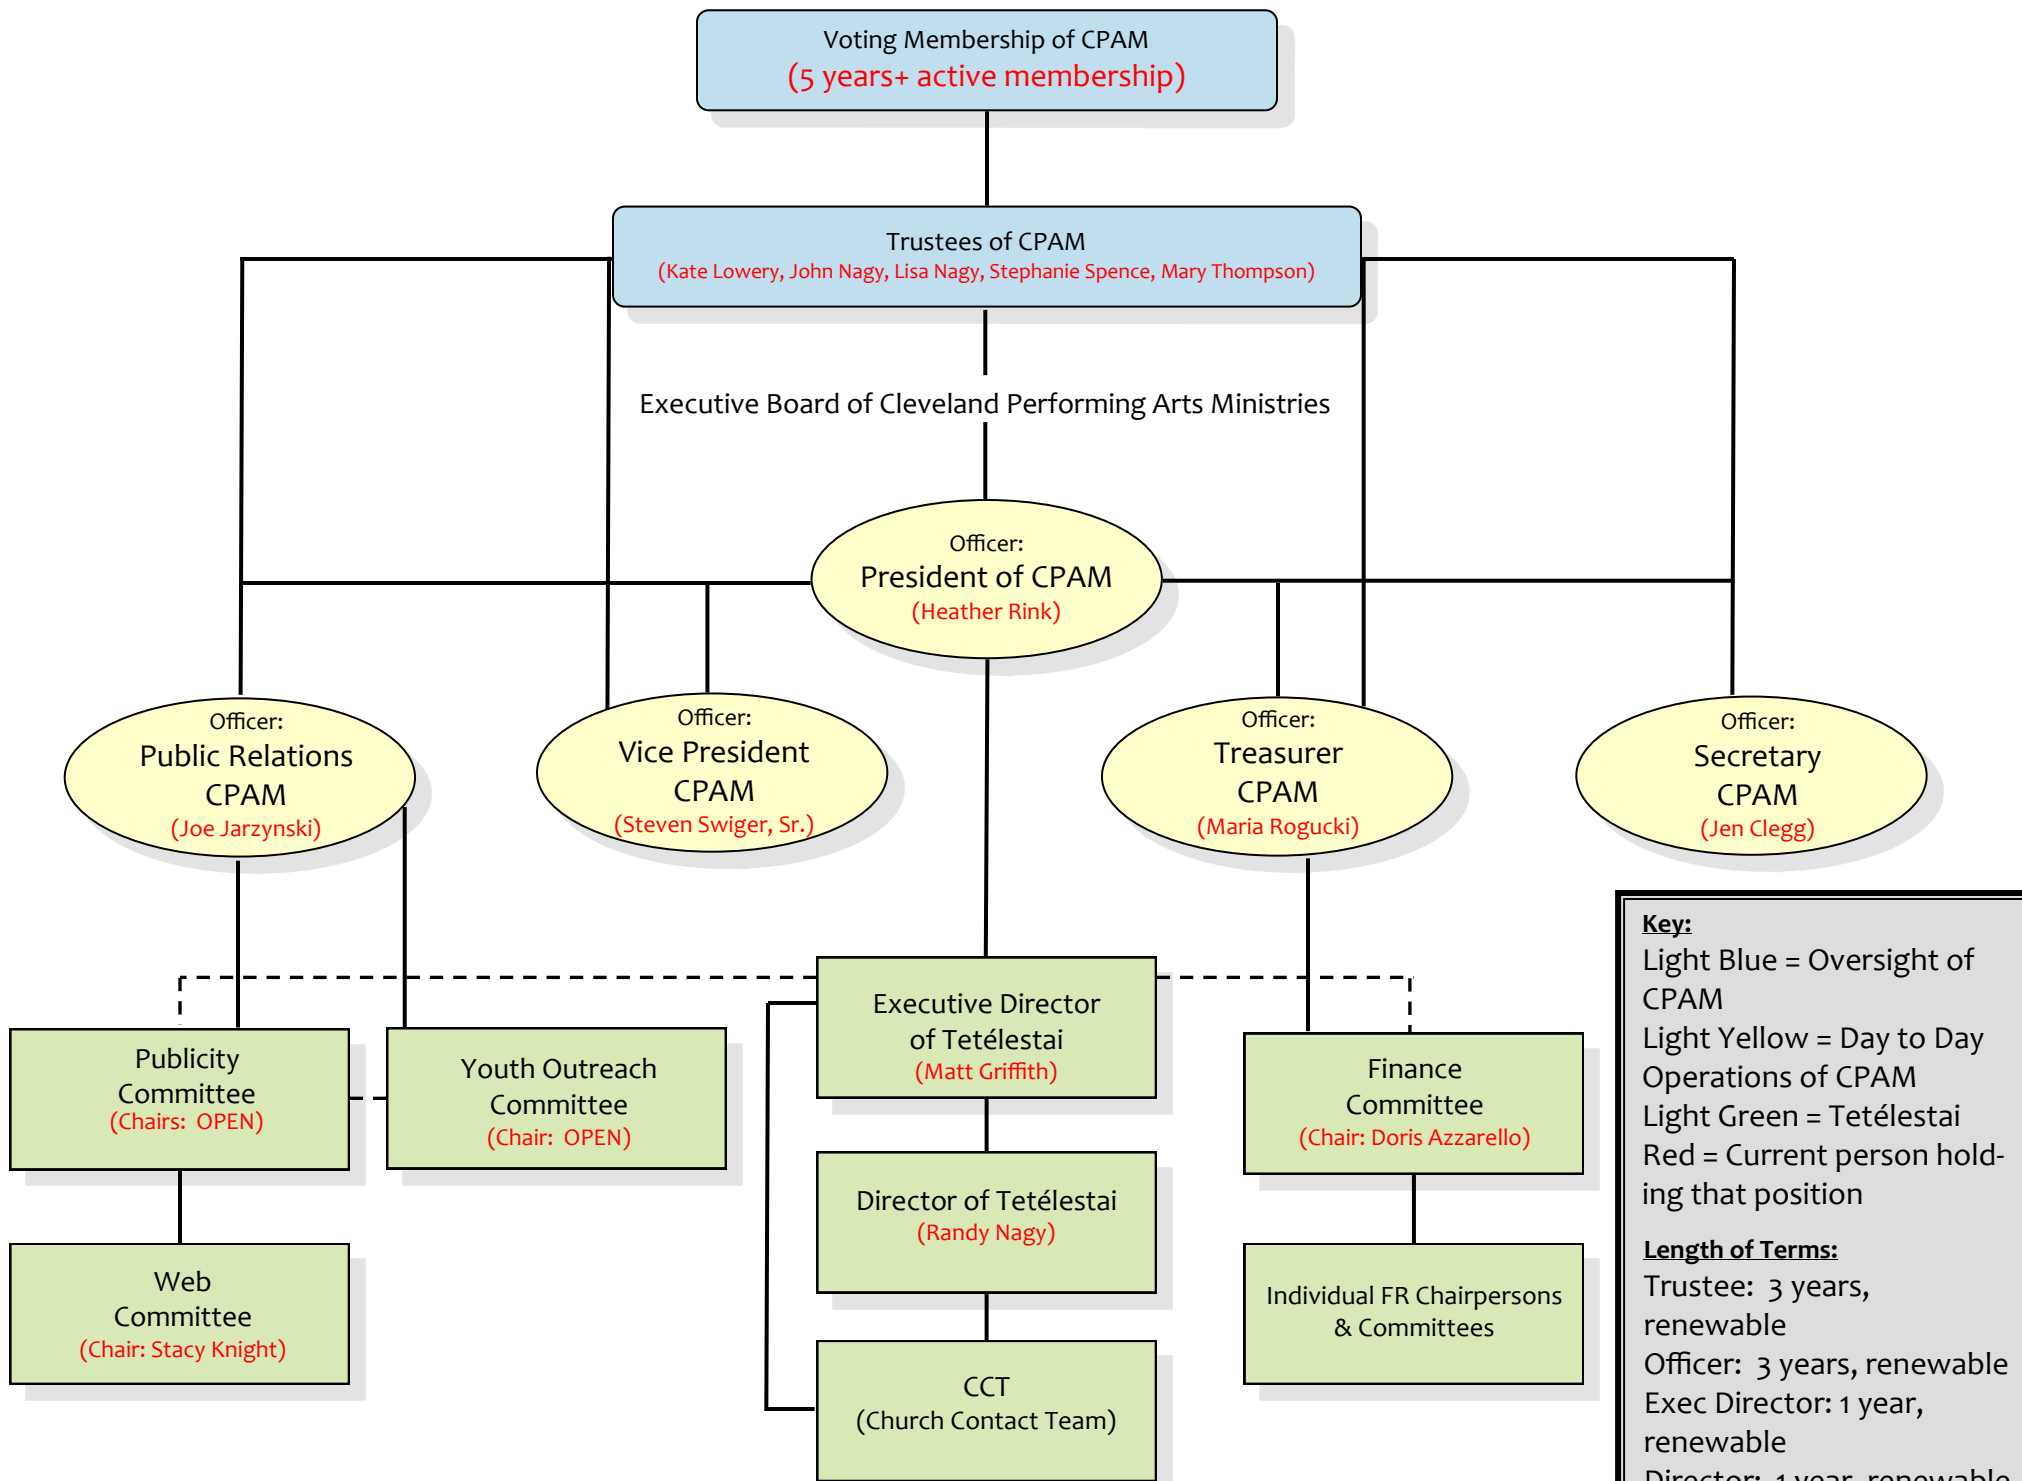 Voting Membership of CPAM
(5 years+ active membership)
Trustees of CPAM
(Kate Lowery, John Nagy, Lisa Nagy, Stephanie Spence, Mary Thompson)
Executive Board of Cleveland Performing Arts Ministries
Officer:
President of CPAM
(Heather Rink)
Officer:
Public Relations
CPAM
(Joe Jarzynski)
Officer:
Vice President
CPAM
(Steven Swiger, Sr.)
Officer:
Treasurer
CPAM
(Maria Rogucki)
Officer:
Secretary
CPAM
(Jen Clegg)
Executive Director
of Tetélestai
(Matt Griffith)
Publicity
Committee
(Chairs:  OPEN)
Youth Outreach
Committee
(Chair:  OPEN)
Finance
Committee
(Chair: Doris Azzarello)
Director of Tetélestai
(Randy Nagy)
Web
Committee
(Chair: Stacy Knight)
Individual FR Chairpersons
& Committees
CCT
(Church Contact Team)
Key:
Light Blue = Oversight of
CPAM
Light Yellow = Day to Day
Operations of CPAM
Light Green = Tetélestai
Red = Current person hold-
ing that position
Length of Terms:
Trustee:  3 years,
renewable
Officer:  3 years, renewable
Exec Director: 1 year,
renewable
Director:  1 year, renewable